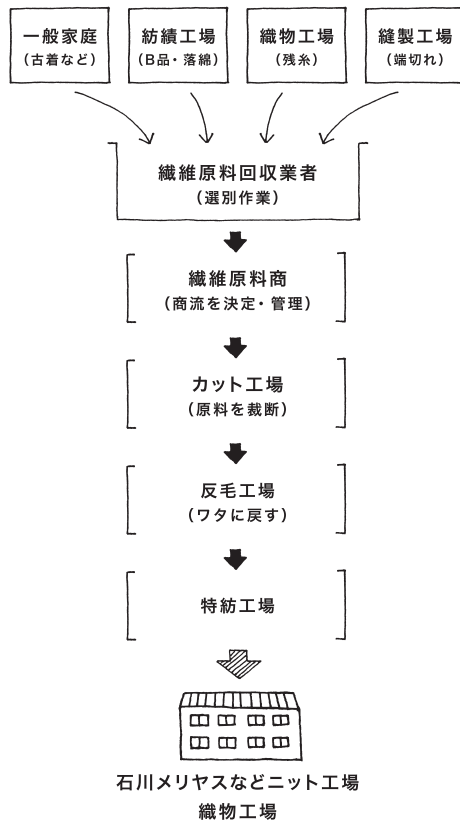 一般家庭
（古着など）
紡績工場
（B品・落綿）
織物工場
（残糸）
縫製工場
（端切れ）
繊維原料回収業者
（選別作業）
繊維原料商
（商流を決定・管理）
カット工場
（原料を裁断）
反毛工場
（ワタに戻す）
特紡工場
石川メリヤスなどニット工場
織物工場